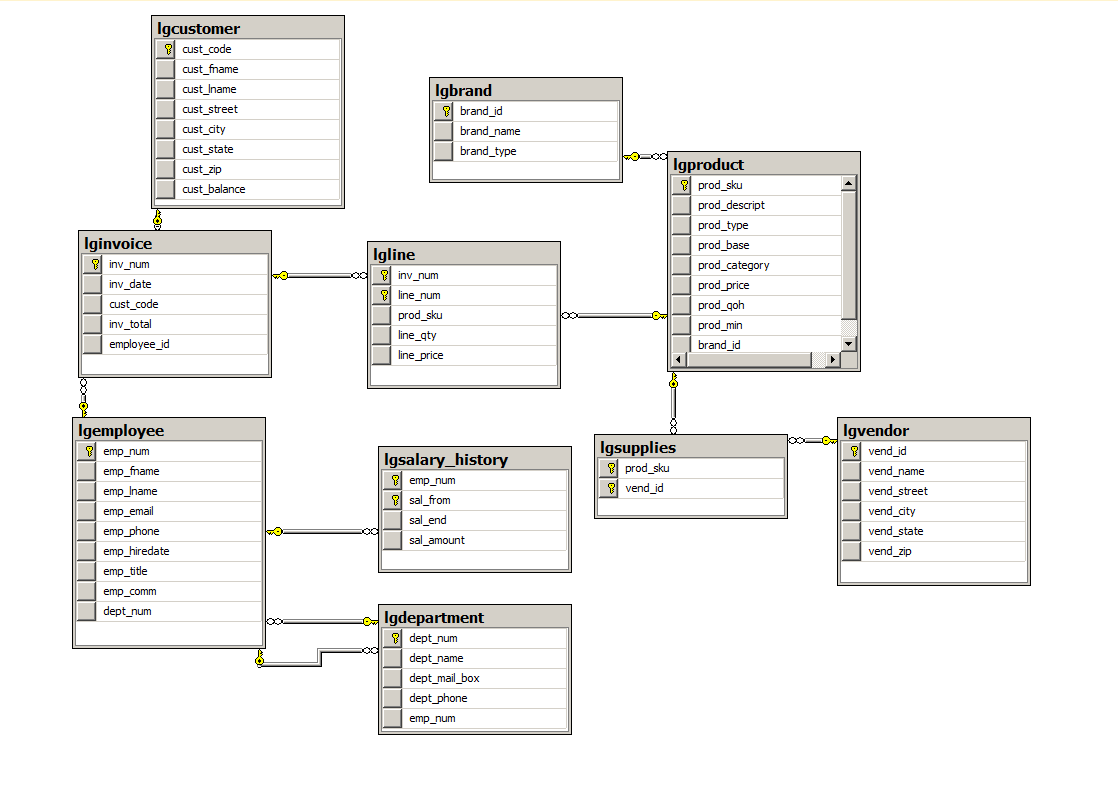 lgcustomer
cust_code
cust_fname
cust_lname
cust_street
cust_city
cust_state
cust_zip
cust_balance
lgbrand
brand_id
brand_name
brand_type
lgproduct
prod_sku
prod_descript
prod_type
prod_base
prod_category
prod_price
prod_qoh
prod_min
brand_id
lginvoice
inv_num
inv_date
cust_code
inv_total
employee_id
lgline
inv_num
line_num
prod_sku
line_qty
line_price
lgemployee
emp_num
emp_fname
emp_lname
emp_email
emp_phone
emp_hiredate
emp_title
emp_comm
dept_num
lgsalary_history
emp_num
sal_from
sal_end
sal_amount
lgsupplies
prod_sku
vend_id
lgvendor
vend_id
vend_name
vend_street
vend_city
vend_state
vend_zip
lgdepartment
dept_num
dept_name
dept_mail_box
dept_phone
emp_num